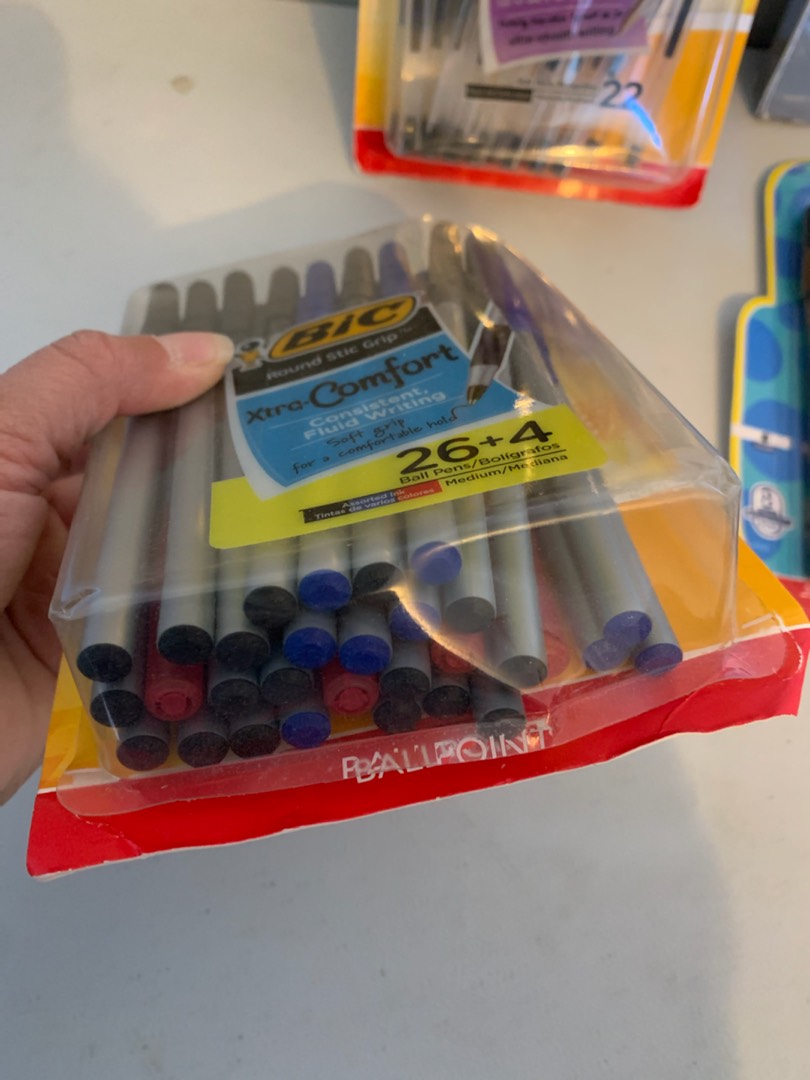 22
BIC
Round Stic Grip™
Xtra-Comfort
Consistent,
Fluid Writing
Soft grip
for a comfortable hold
26+4
Ball Pens/Bolígrafos
Assorted Ink Medium/Mediana
Tintas de varios colores
BALLPOINT